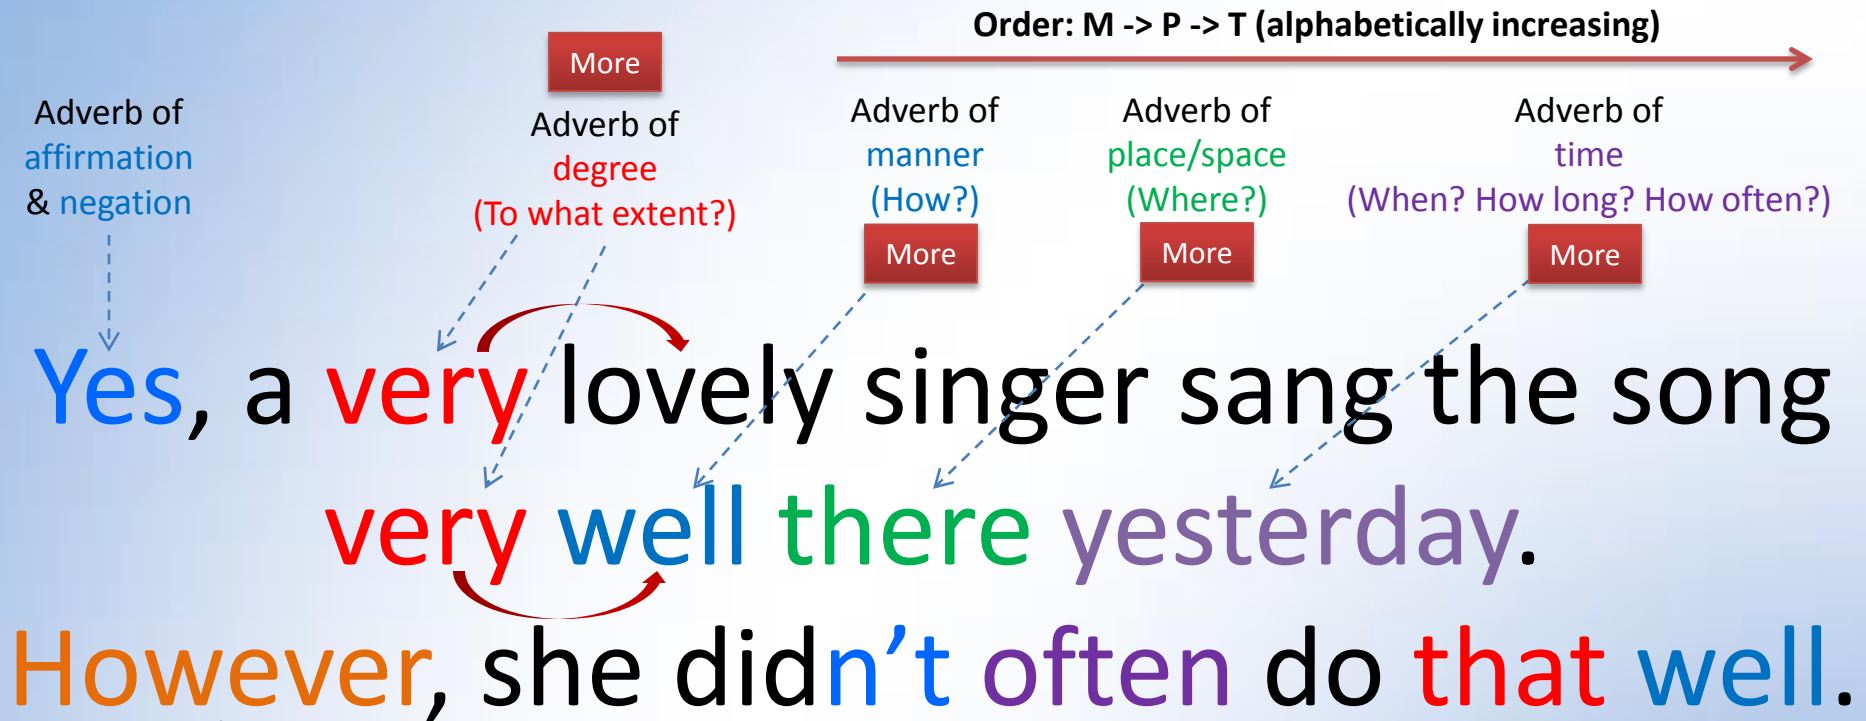 Order: M -> P -> T (alphabetically increasing)
More
Adverb of
affirmation
& negation
Adverb of
degree
(To what extent?)
Adverb of
manner
(How?)
More
Adverb of
place/space
(Where?)
More
Adverb of
time
(When? How long? How often?)
More
Yes, a very lovely singer sang the song
very well there yesterday.
However, she didn’t often do that well.